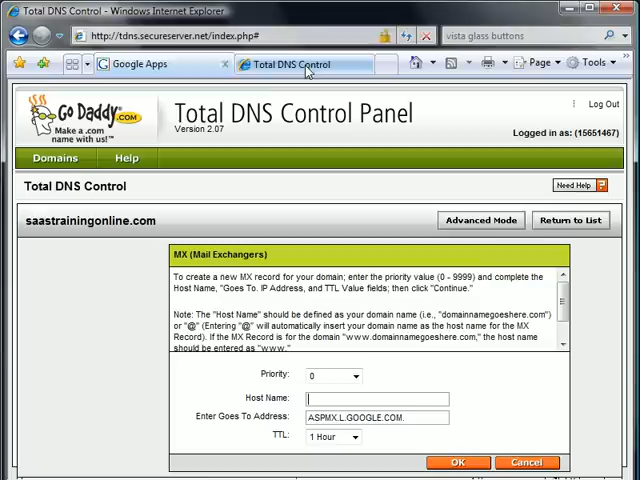 Total DNS Control - Windows Internet Explorer
http://tdns.secureserver.net/index.php#
vista glass buttons
Google Apps
Total DNS Control
Page
Tools
Go Daddy.COM
Make a .com
name with us!™
Total DNS Control Panel
Version 2.07
Log Out
Logged in as: (15651467)
Domains
Help
Total DNS Control
Need Help ?
saastrainingonline.com
Advanced Mode
Return to List
MX (Mail Exchangers)
To create a new MX record for your domain; enter the priority value (0 - 9999) and complete the
Host Name, "Goes To. IP Address, and TTL Value fields; then click "Continue."
Note: The "Host Name" should be defined as your domain name (i.e., "domainnamegoeshere.com")
or "@" (Entering "@" will automatically insert your domain name as the host name for the MX
Record). If the MX Record is for the domain "www.domainnamegoeshere.com," the host name
should be entered as "www."
Priority:
0
Host Name:
Enter Goes To Address:
ASPMX.L.GOOGLE.COM.
TTL:
1 Hour
OK
Cancel